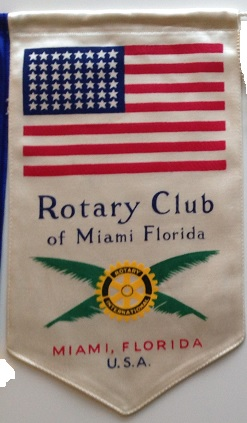 Rotary Club
of Miami Florida
ROTARY
INTERNATIONAL
MIAMI, FLORIDA
U.S.A.